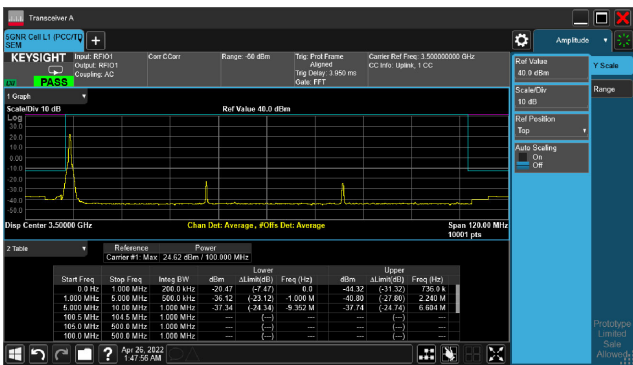 Transceiver A
5GNR Cell L1 (PCC/TD
SEM
Amplitude
KEYSIGHT
PASS
Input: RFIO1
Output: RFIO1
Coupling: AC
Corr CCorr
Range: -60 dBm
Trig: Prot Frame
Aligned
Trig Delay: 3.950 ms
Gate: FFT
Carrier Ref Freq: 3.500000000 GHz
CC Info: Uplink, 1 CC
Ref Value
40.0 dBm
Y Scale
Scale/Div
10 dB
Range
Ref Position
Top
Auto Scaling
On
Off
1 Graph
Scale/Div 10 dB
Ref Value 40.0 dBm
Log
30.0
20.0
10.0
0.00
-10.0
-20.0
-30.0
-40.0
-50.0
Disp Center 3.50000 GHz
Chan Det: Average, #Offs Det: Average
Span 120.00 MHz
10001 pts
2 Table
Reference Power
Carrier #1: Max 24.62 dBm / 100.000 MHz
Lower Upper
Start Freq Stop Freq Integ BW dBm ΔLimit(dB) Freq (Hz) dBm ΔLimit(dB) Freq (Hz)
0.0 Hz 1.000 MHz 200.0 kHz -20.47 (-7.47) 0.0 -44.32 (-31.32) 736.0 k
1.000 MHz 5.000 MHz 500.0 kHz -36.12 (-23.12) -1.000 M -40.80 (-27.80) 2.240 M
5.000 MHz 10.00 MHz 1.000 MHz -37.34 (-24.34) -9.352 M -37.74 (-24.74) 6.604 M
100.5 MHz 104.5 MHz 1.000 MHz --- (---) --- --- (---) ---
105.0 MHz 500.0 MHz 1.000 MHz --- (---) --- --- (---) ---
100.0 MHz 500.0 MHz 1.000 MHz --- (---) --- --- (---) ---
Prototype
Limited
Sale
Allowed
Apr 26, 2022
1:47:56 AM